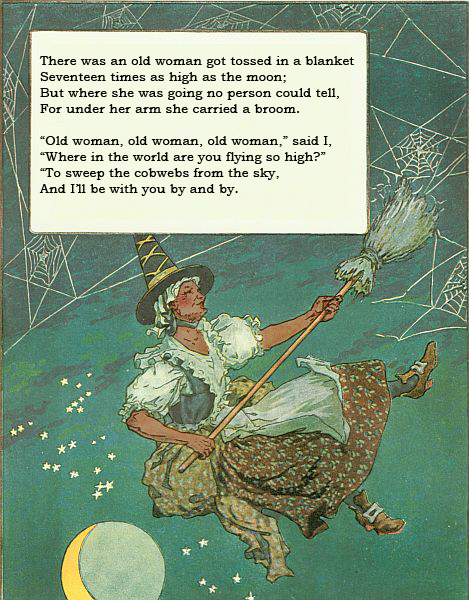 There was an old woman got tossed in a blanket
Seventeen times as high as the moon;
But where she was going no person could tell,
For under her arm she carried a broom.
“Old woman, old woman, old woman,” said I,
“Where in the world are you flying so high?”
“To sweep the cobwebs from the sky,
And I’ll be with you by and by.